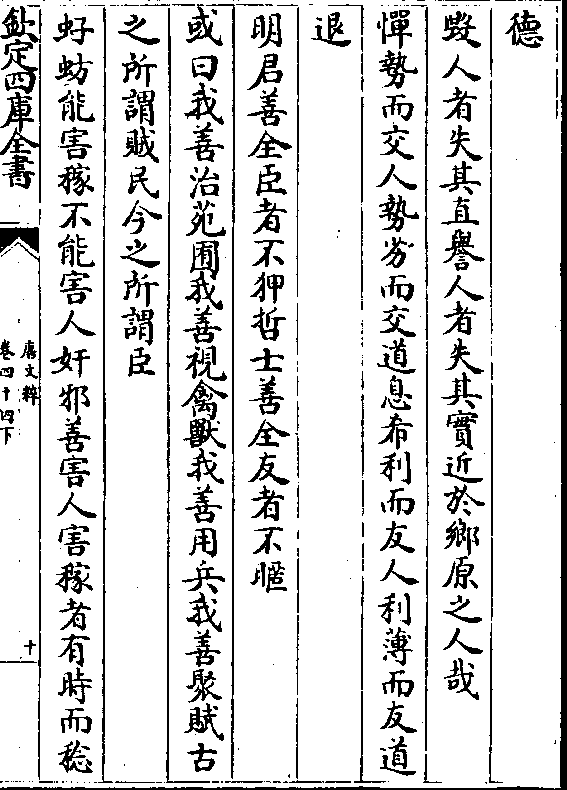 德
毀人者失其直譽人者失其實近於鄉原之人哉
憚勢而交人勢劣而交道息希利而友人利薄而友道
退
明君善全臣者不狎哲士善全友者不暱
或曰我善治苑囿我善視禽獸我善用兵我善聚賦古
之所謂賊民今之所謂臣
虸蚄能害稼不能害人奸邪善害人害稼者有時而稔
欽定四庫全書
唐文粹
卷四十四下
十